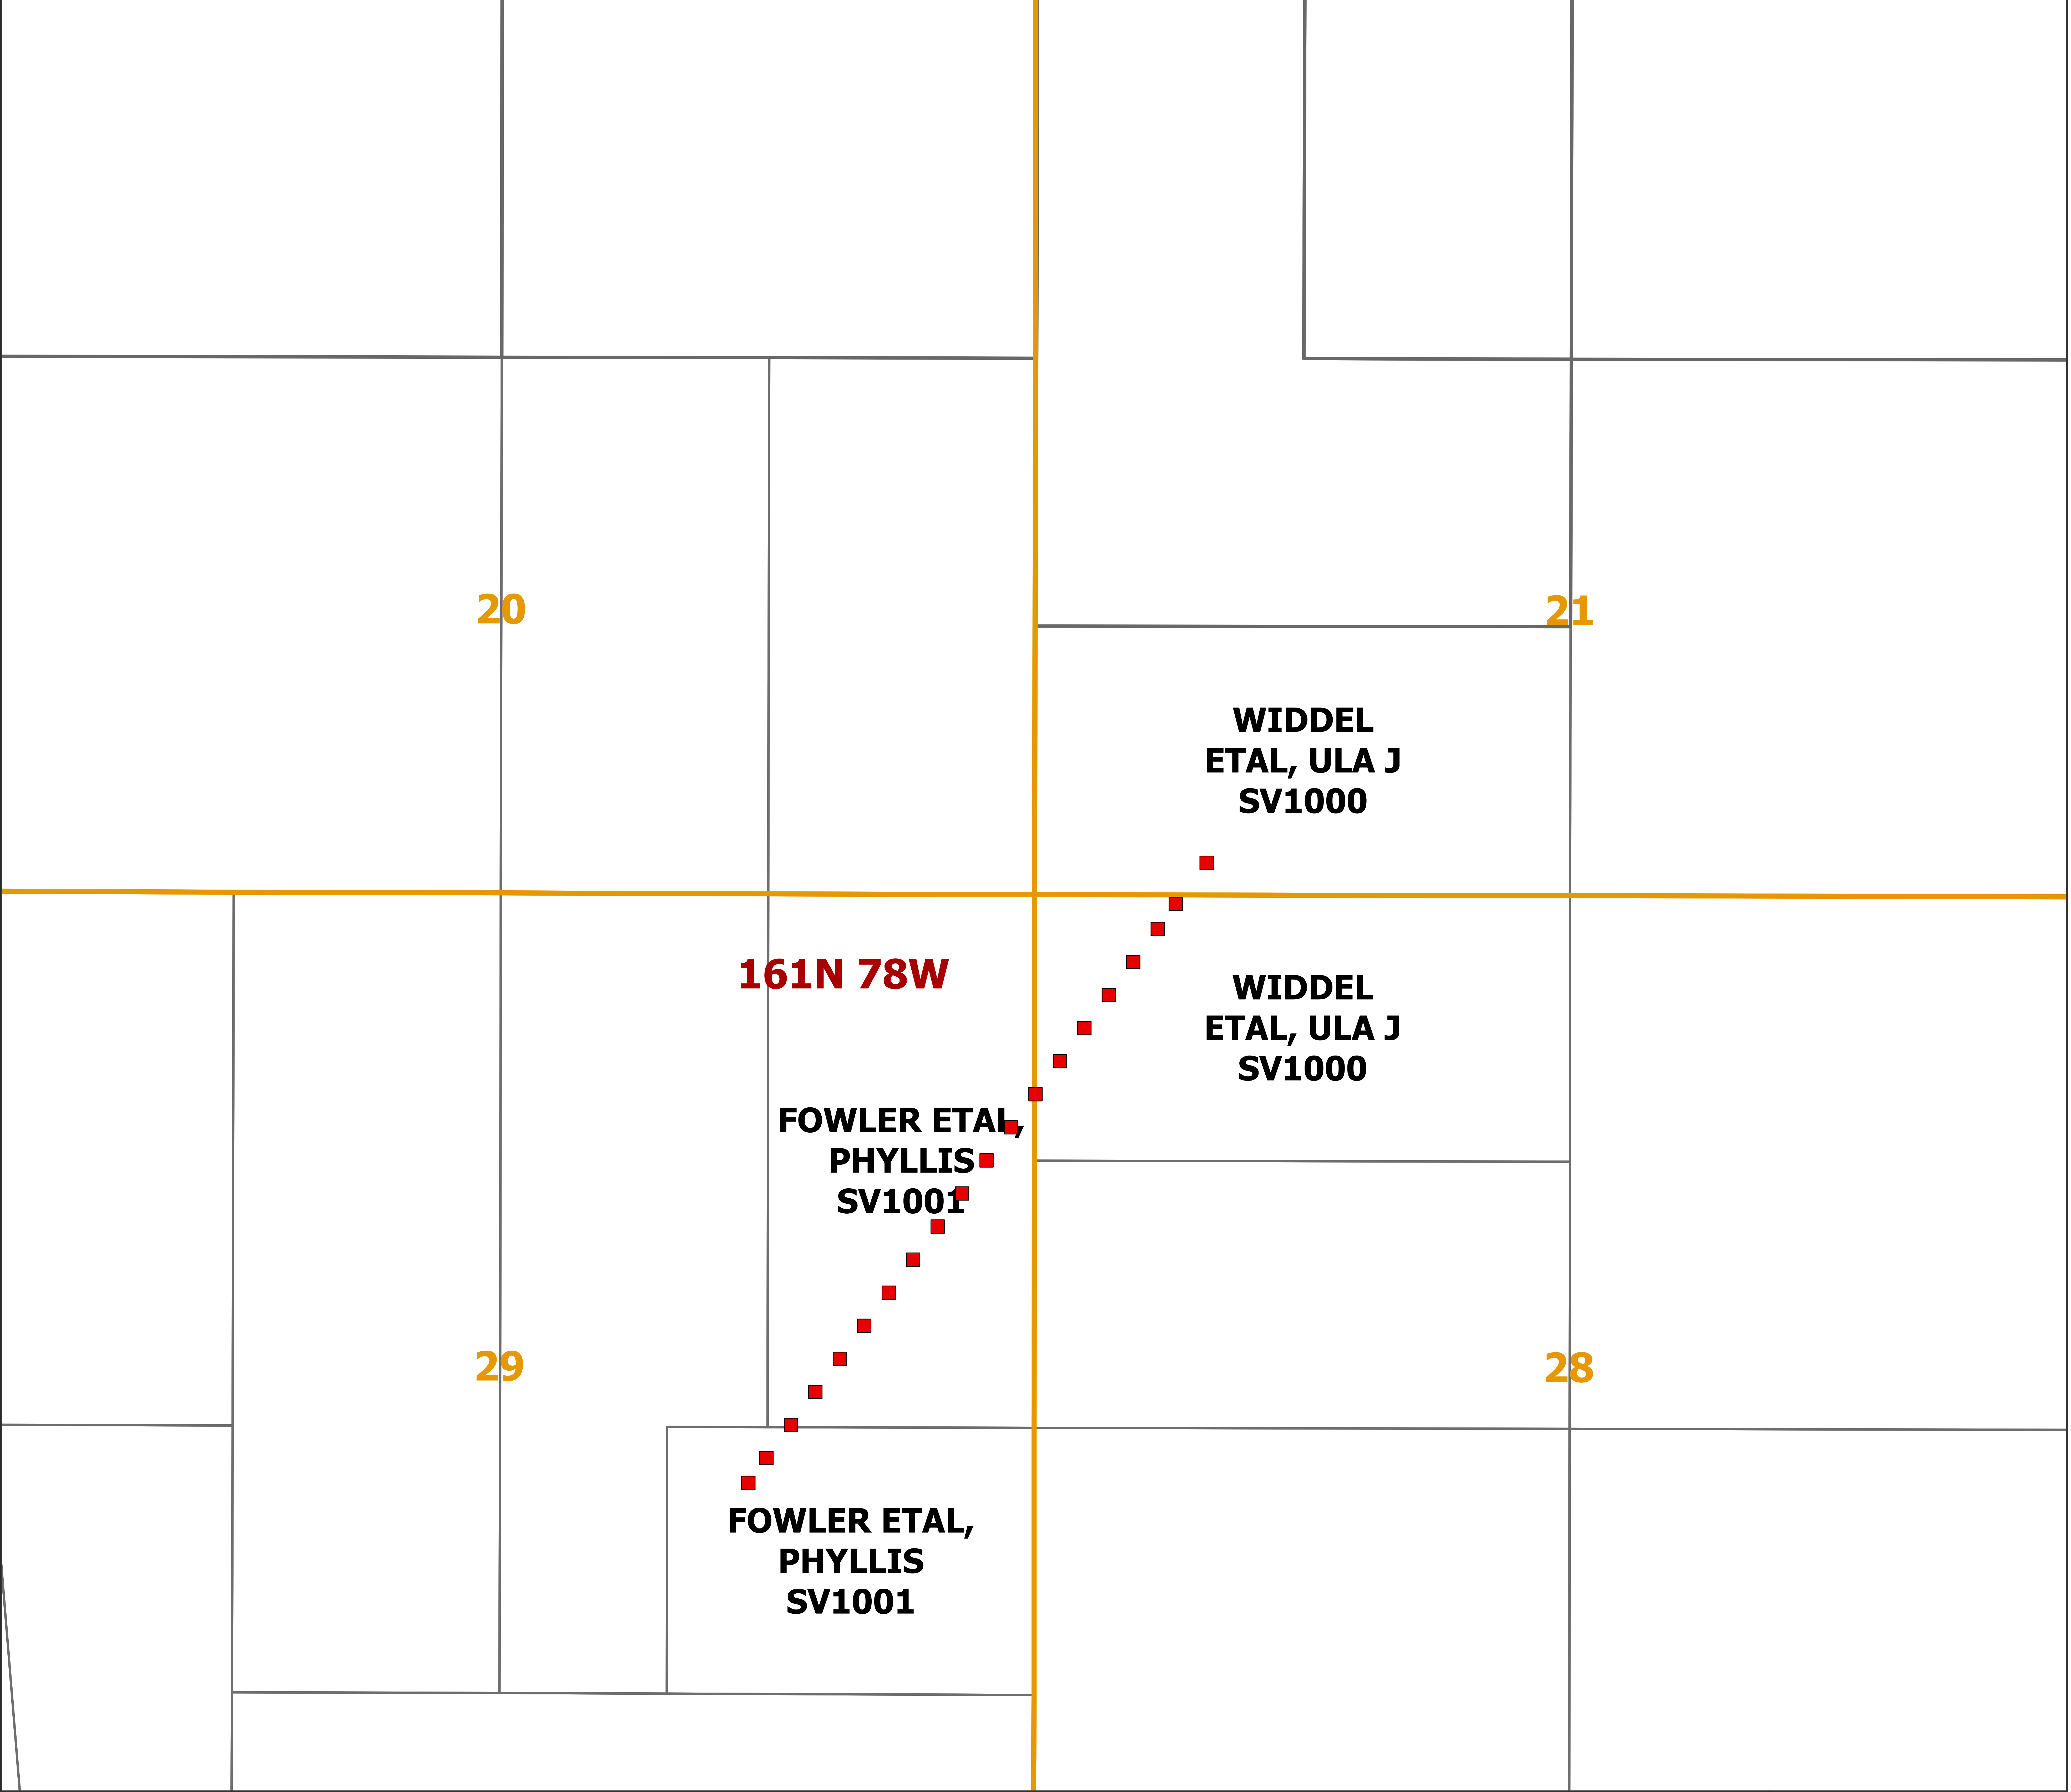 20
21
WIDDEL
ETAL, ULA J
SV1000
161N 78W
WIDDEL
ETAL, ULA J
SV1000
FOWLER ETAL,
PHYLLIS
SV1001
29
28
FOWLER ETAL,
PHYLLIS
SV1001